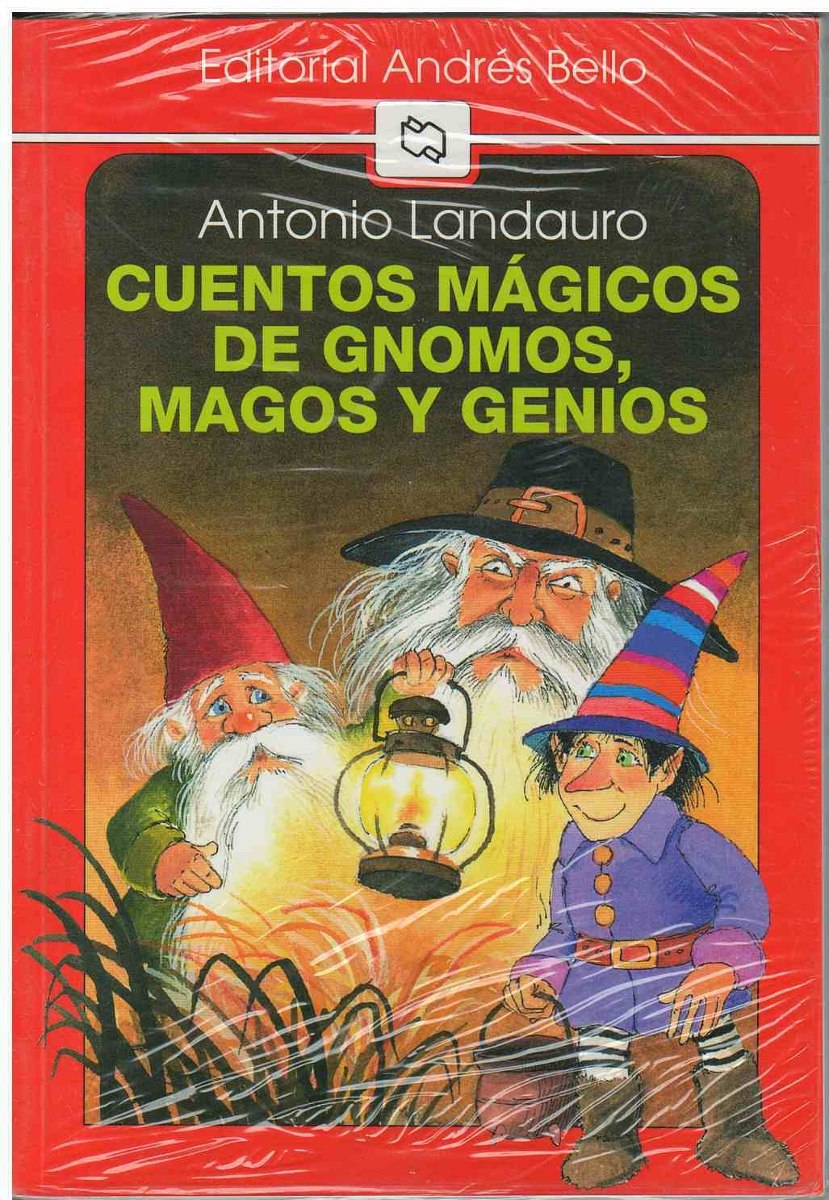 Editorial Andrés Bello
Antonio Landauro
CUENTOS MÁGICOS
DE GNOMOS,
MAGOS Y GENIOS